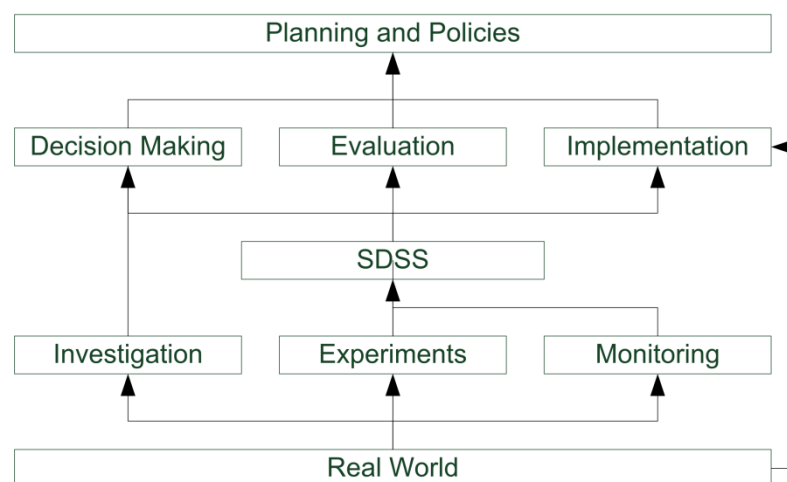 Planning and Policies
Decision Making
Evaluation
Implementation
SDSS
Investigation
Experiments
Monitoring
Real World